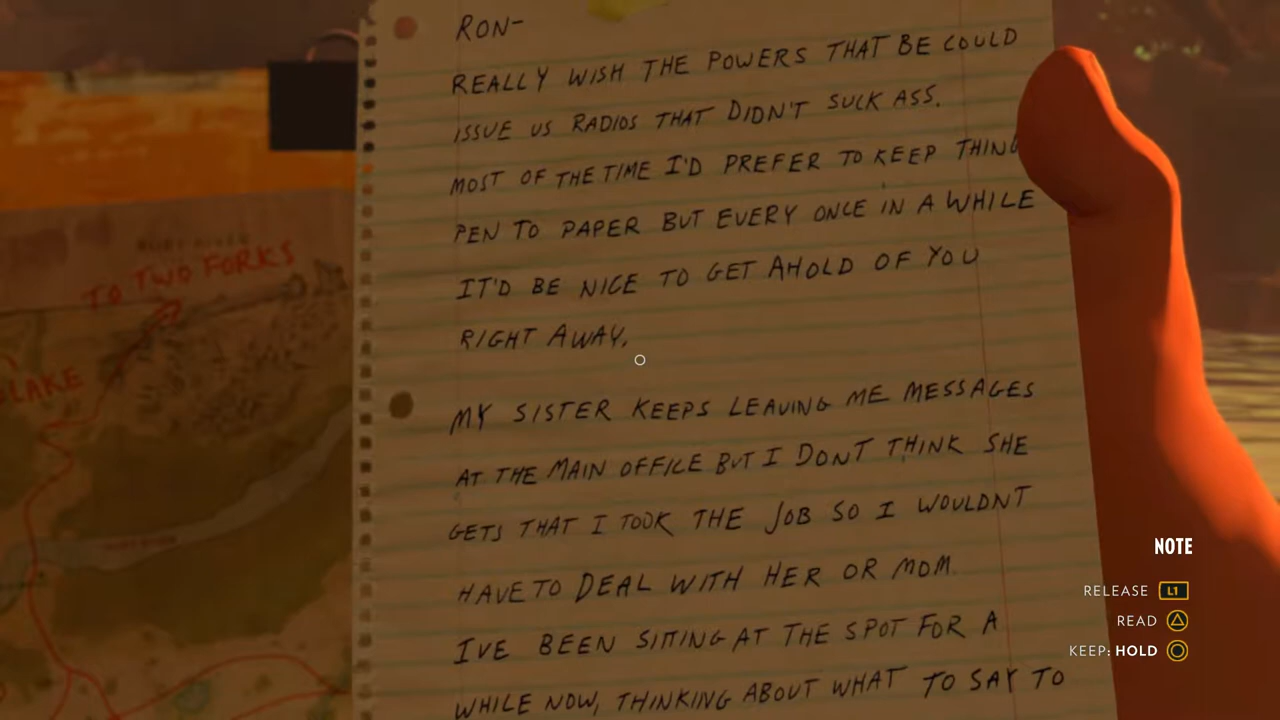 RON-
REALLY WISH THE POWERS THAT BE COULD
ISSUE US RADIOS THAT DIDN'T SUCK ASS.
MOST OF THE TIME I'D PREFER TO KEEP THING
PEN TO PAPER BUT EVERY ONCE IN A WHILE
IT'D BE NICE TO GET AHOLD OF YOU
RIGHT AWAY.
MY SISTER KEEPS LEAVING ME MESSAGES
AT THE MAIN OFFICE BUT I DON'T THINK SHE
GETS THAT I TOOK THE JOB SO I WOULDNT
HAVE TO DEAL WITH HER OR MOM.
I'VE BEEN SITTING AT THE SPOT FOR A
WHILE NOW, THINKING ABOUT WHAT TO SAY TO
TO TWO FORKS
LAKE
NOTE
RELEASE L1
READ
KEEP: HOLD